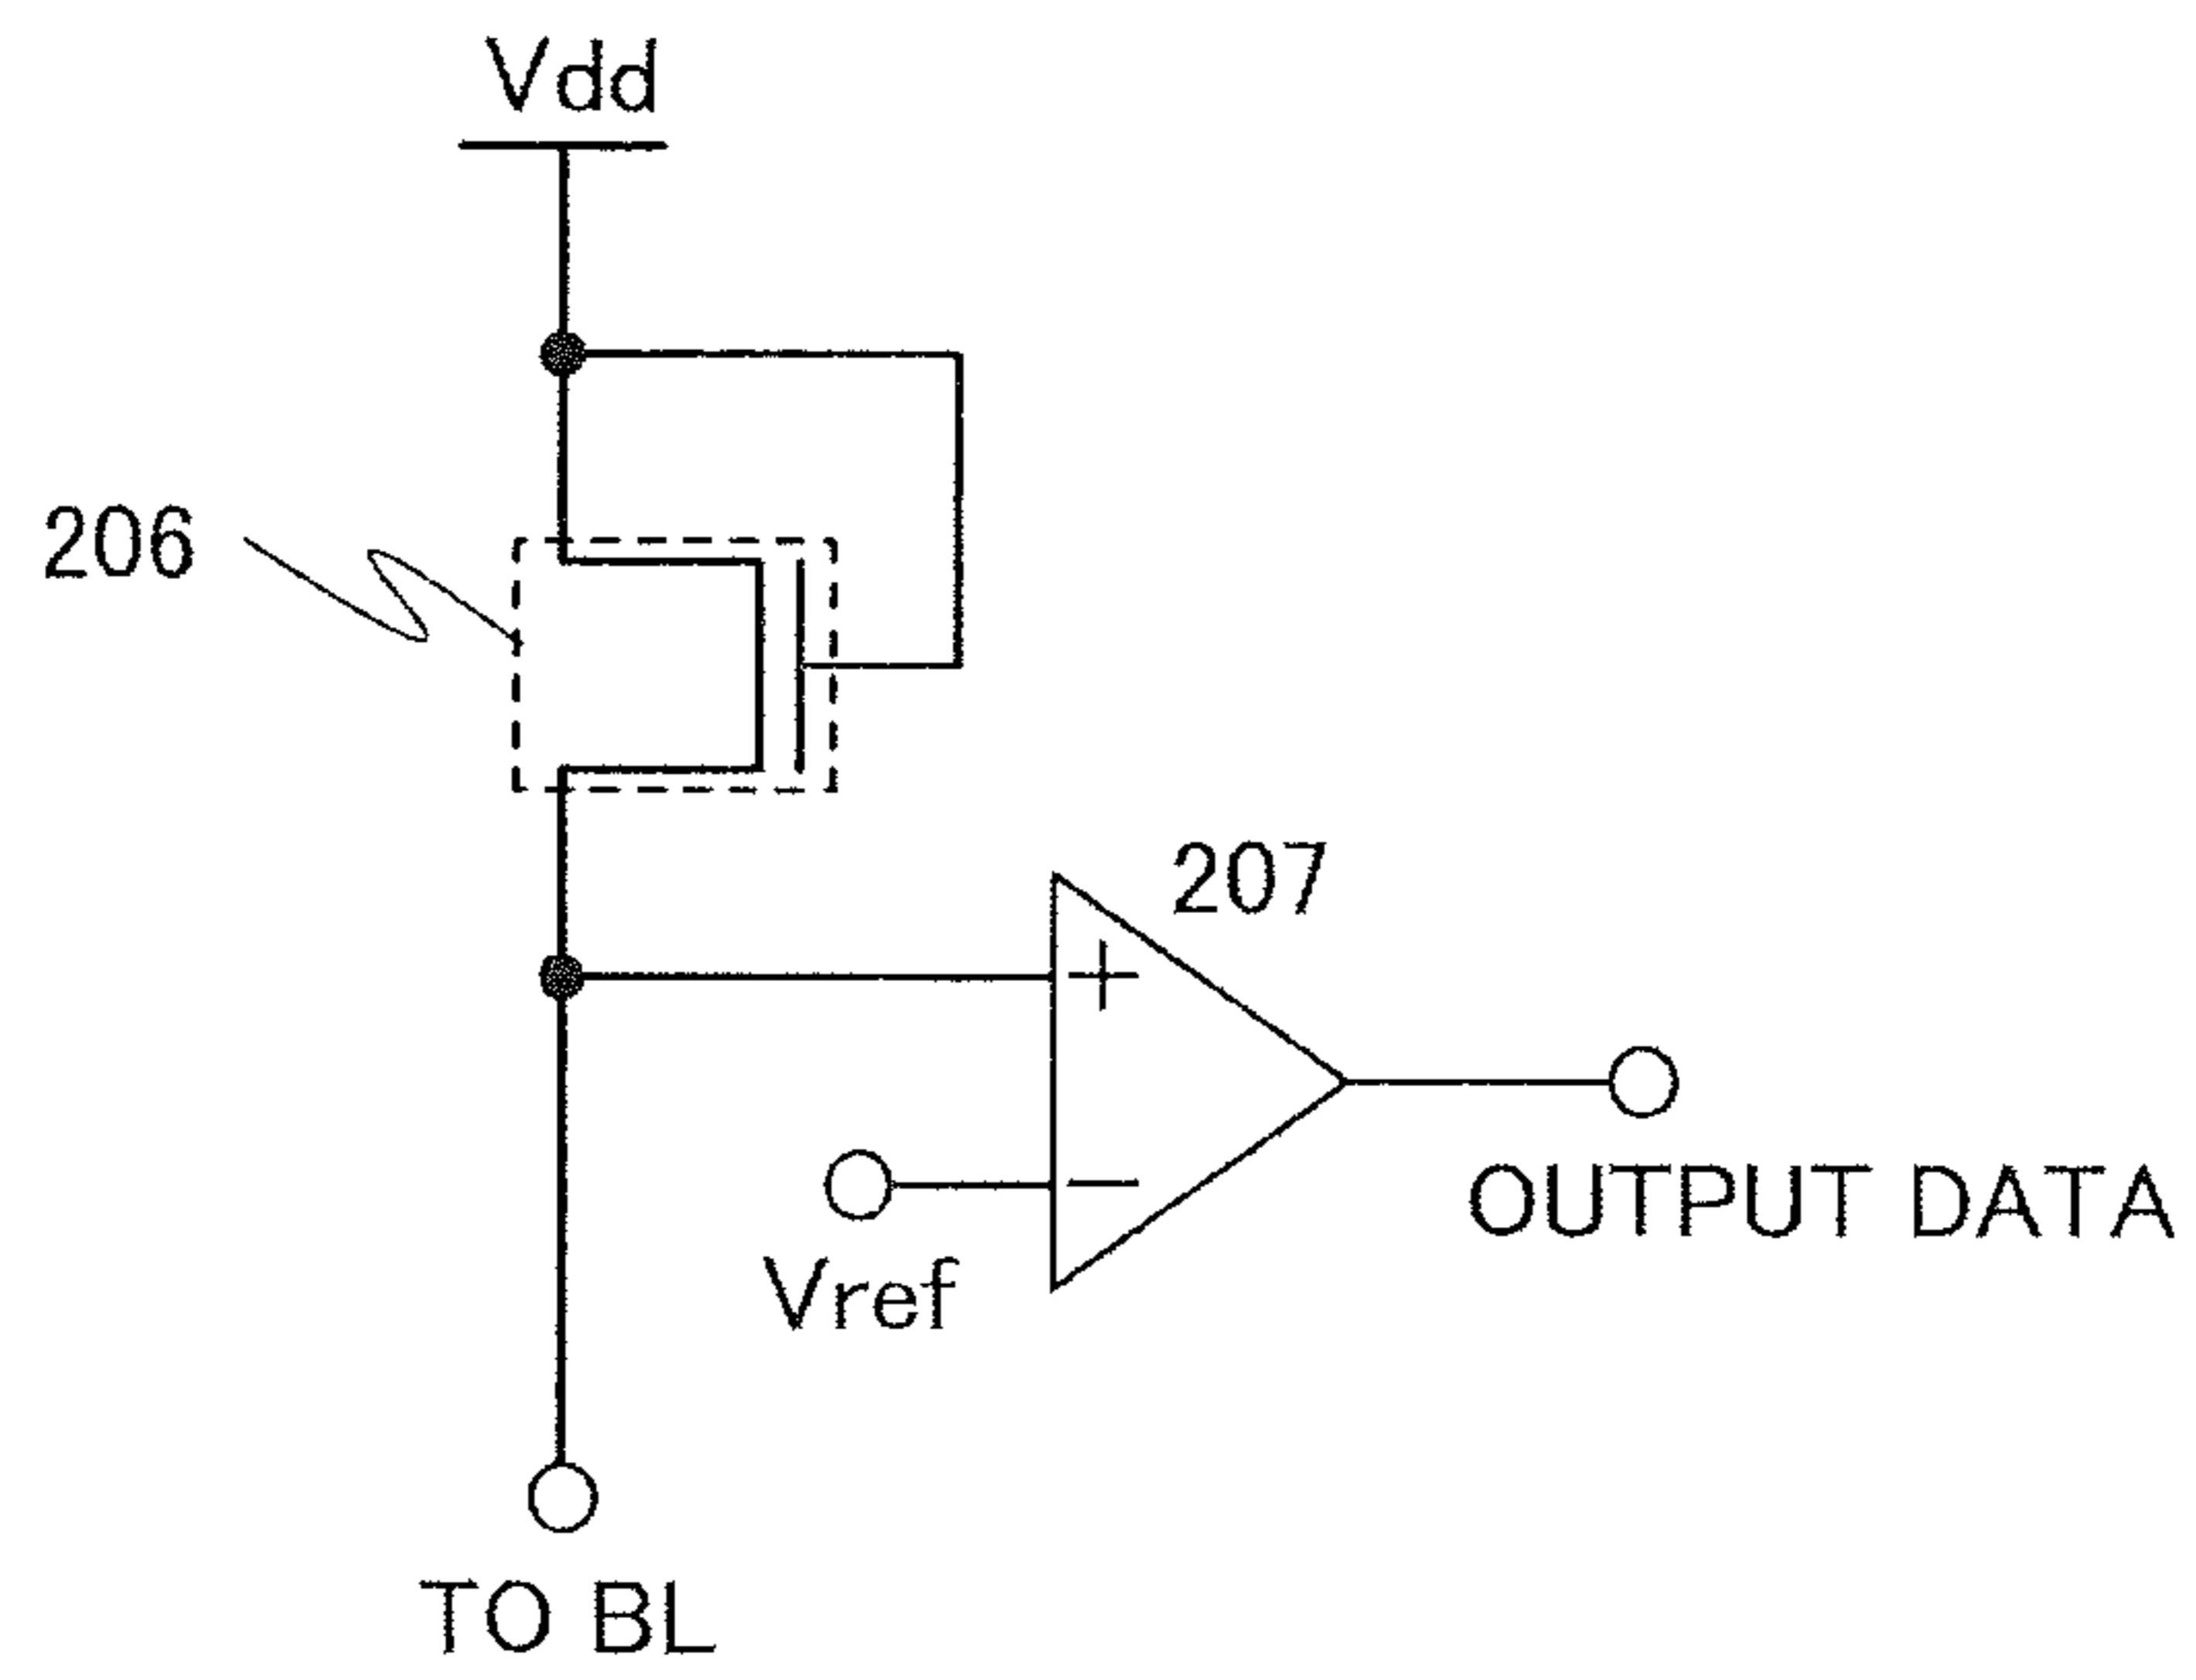 Vdd
206
207
+
−
Vref
OUTPUT DATA
TO BL